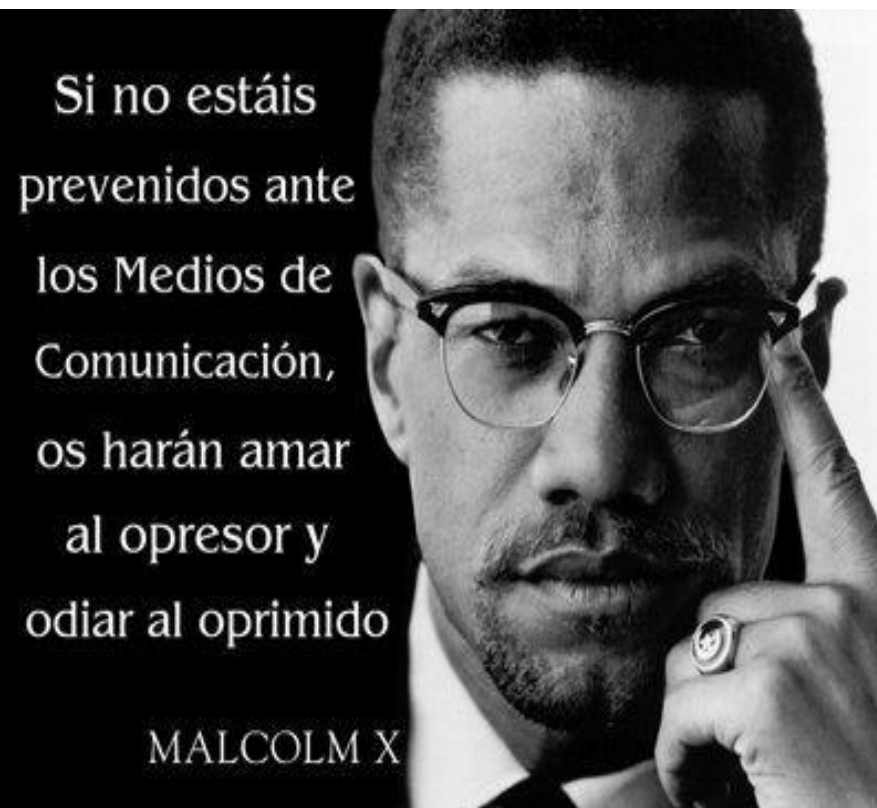 Si no estáis
prevenidos ante
los Medios de
Comunicación,
os harán amar
al opresor y
odiar al oprimido
MALCOLM X